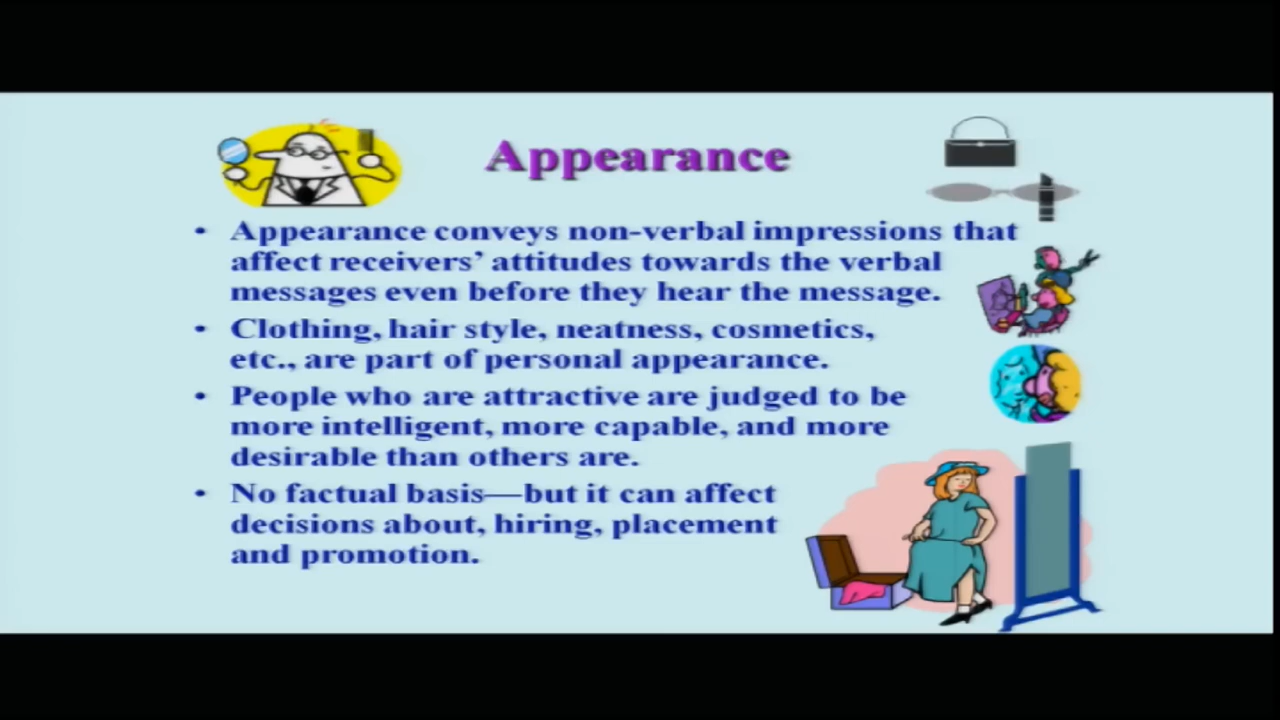 Appearance
• Appearance conveys non-verbal impressions that
affect receivers’ attitudes towards the verbal
messages even before they hear the message.
• Clothing, hair style, neatness, cosmetics,
etc., are part of personal appearance.
• People who are attractive are judged to be
more intelligent, more capable, and more
desirable than others are.
• No factual basis—but it can affect
decisions about, hiring, placement
and promotion.